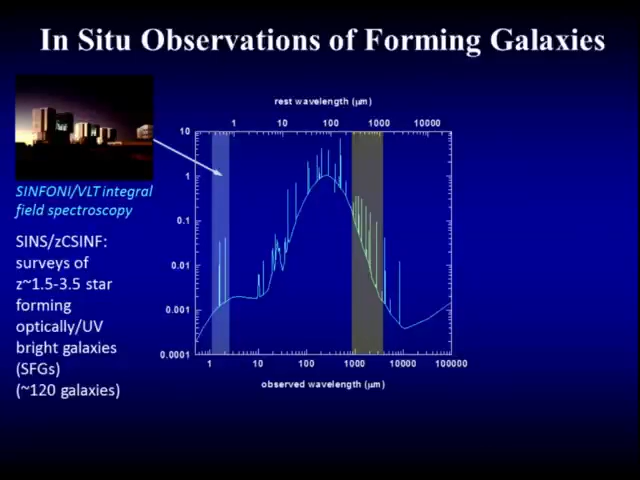 In Situ Observations of Forming Galaxies
SINFONI/VLT integral
field spectroscopy
SINS/zCSINF:
surveys of
z~1.5-3.5 star
forming
optically/UV
bright galaxies
(SFGs)
(~120 galaxies)
rest wavelength (μm)
1 10 100 1000 10000
10
1
0.1
0.01
0.001
0.0001
1 10 100 1000 10000 100000
observed wavelength (μm)